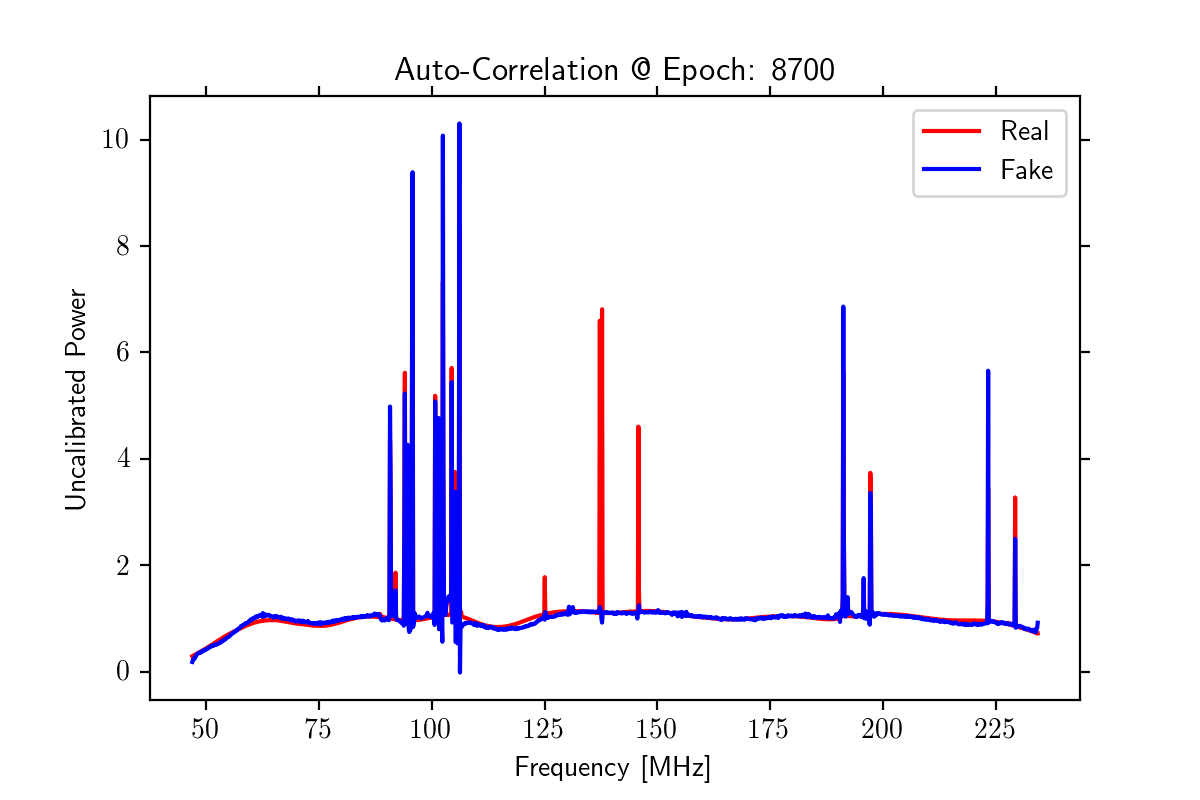 Auto-Correlation @ Epoch: 8700
Real
Fake
Uncalibrated Power
10
8
6
4
2
0
50 75 100 125 150 175 200 225
Frequency [MHz]